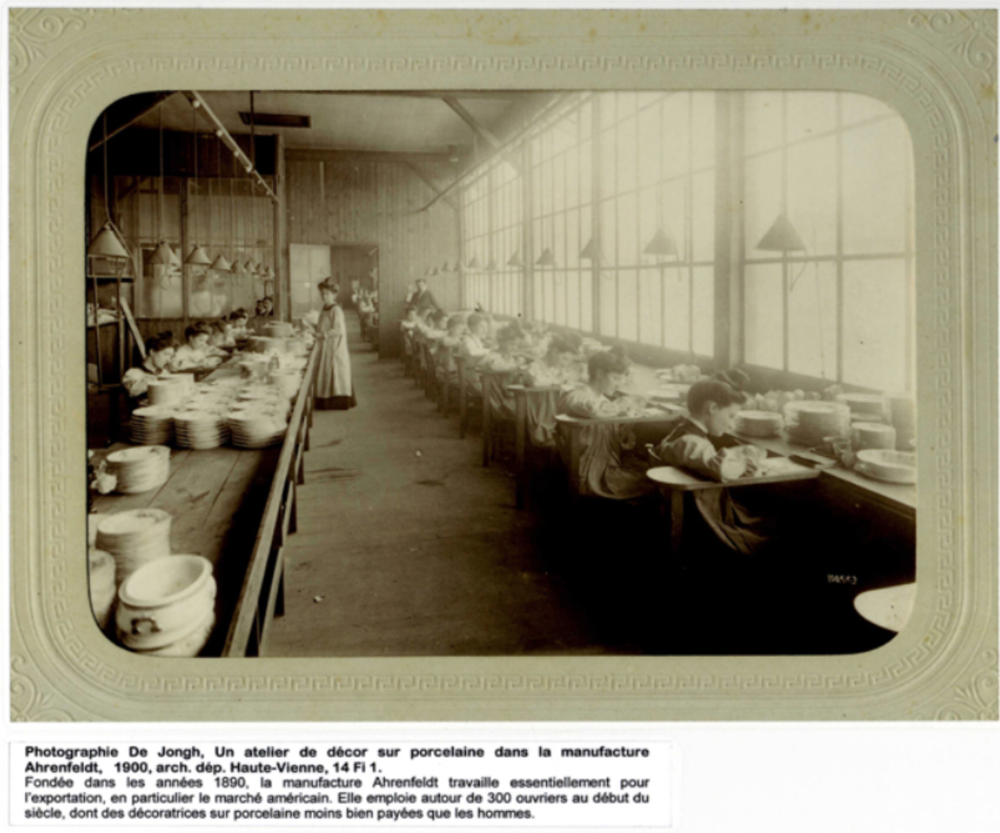 Photographie De Jongh, Un atelier de décor sur porcelaine dans la manufacture
Ahrenfeldt, 1900, arch. dép. Haute-Vienne, 14 Fi 1.
Fondée dans les années 1890, la manufacture Ahrenfeldt travaille essentiellement pour
l'exportation, en particulier le marché américain. Elle emploie autour de 300 ouvriers au début du
siècle, dont des décoratrices sur porcelaine moins bien payées que les hommes.